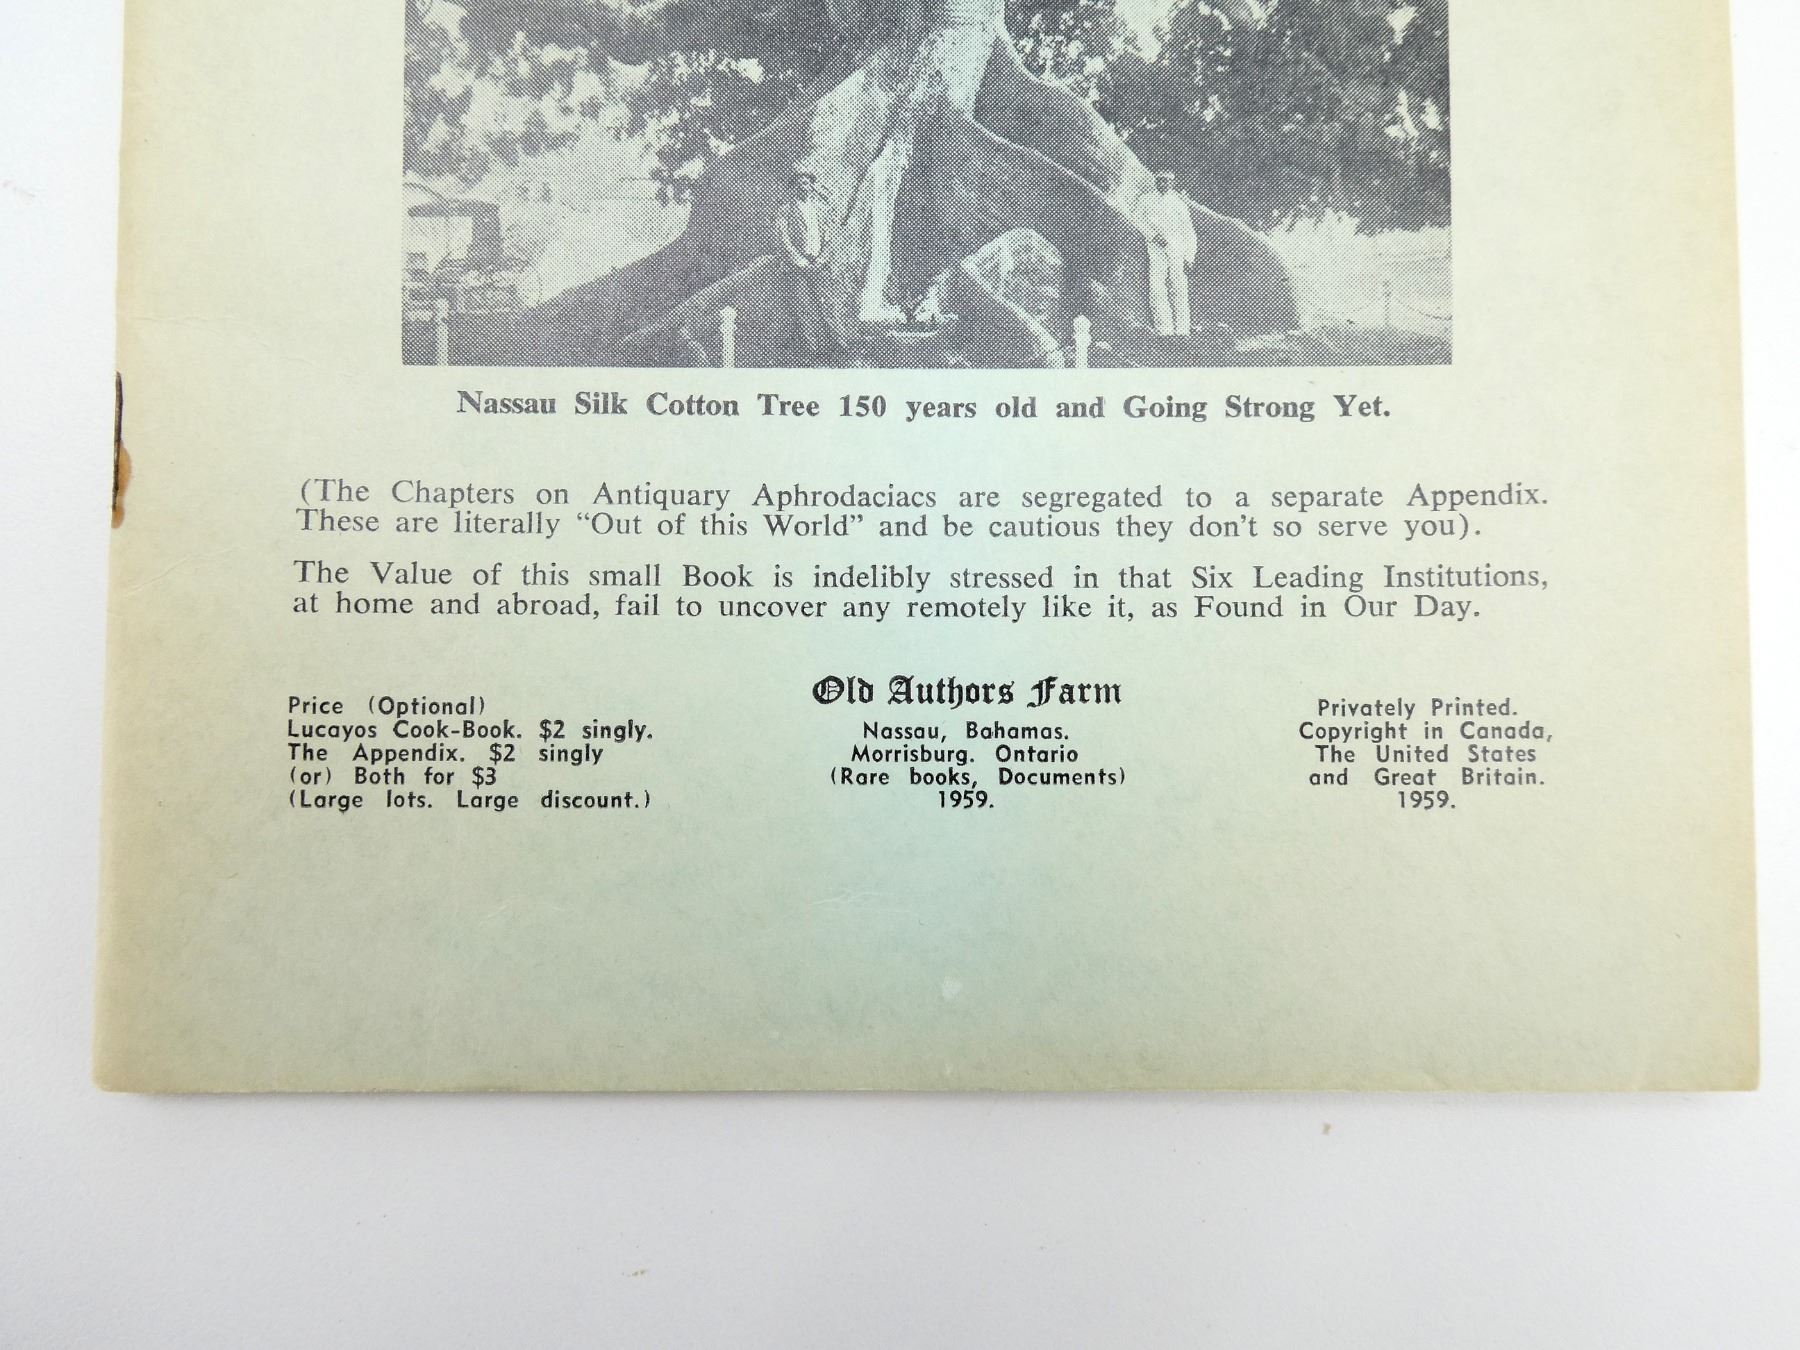 Nassau Silk Cotton Tree 150 years old and Going Strong Yet.
(The Chapters on Antiquary Aphrodaciacs are segregated to a separate Appendix.
These are literally “Out of this World” and be cautious they don’t so serve you).
The Value of this small Book is indelibly stressed in that Six Leading Institutions,
at home and abroad, fail to uncover any remotely like it, as Found in Our Day.
Price (Optional)
Lucayos Cook-Book. $2 singly.
The Appendix. $2 singly
(or) Both for $3
(Large lots. Large discount.)
Old Authors Farm
Nassau, Bahamas.
Morrisburg. Ontario
(Rare books, Documents)
1959.
Privately Printed.
Copyright in Canada,
The United States
and Great Britain.
1959.